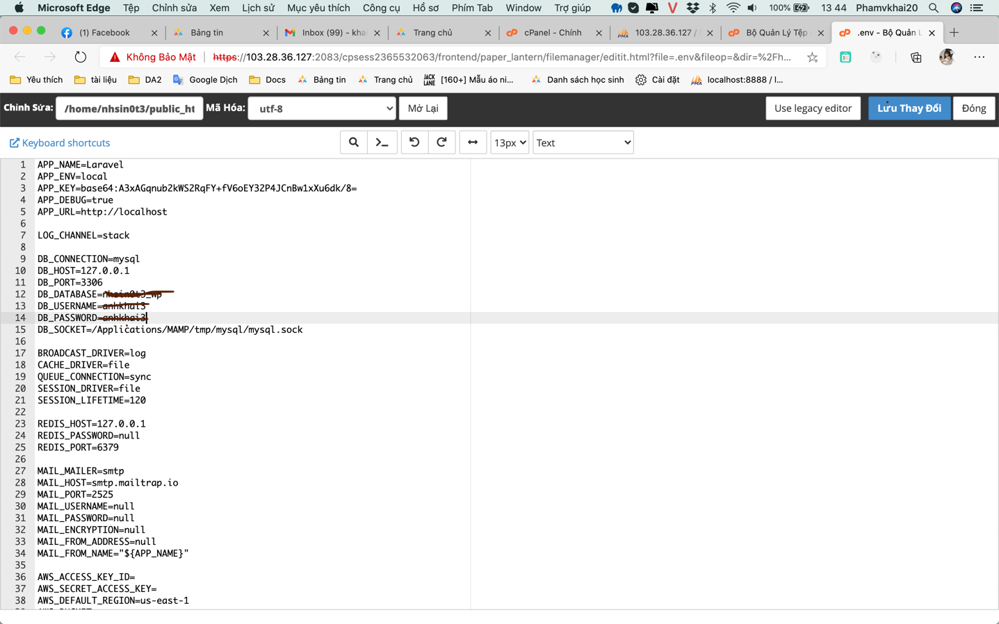 Microsoft Edge Tệp Chỉnh sửa Xem Lịch sử Mục yêu thích Công cụ Hồ sơ Phím Tab Window Trợ giúp 100% 13 44 Phamvkhai20
(1) Facebook Bảng tin Inbox (99) - kha Trang chủ cPanel - Chính 103.28.36.127 / Bộ Quản Lý Tệp .env - Bộ Quản L
Không Bảo Mật https://103.28.36.127:2083/cpsess2365532063/frontend/paper_lantern/filemanager/editit.html?file=.env&fileop=&dir=%2Fh...
Yêu thích tài liệu DA2 Google Dịch Docs Bảng tin Trang chủ JACK LANE [160+] Mẫu áo ni... Danh sách học sinh Cài đặt localhost:8888 / l...
Chỉnh Sửa: /home/nhsin0t3/public_ht Mã Hóa: utf-8 Mở Lại Use legacy editor Lưu Thay Đổi Đóng
Keyboard shortcuts 13px Text
1 APP_NAME=Laravel
2 APP_ENV=local
3 APP_KEY=base64:A3xAGqnub2kWS2RqFY+fV6oEY32P4JCnBw1xXu6dk/8=
4 APP_DEBUG=true
5 APP_URL=http://localhost
6
7 LOG_CHANNEL=stack
8
9 DB_CONNECTION=mysql
10 DB_HOST=127.0.0.1
11 DB_PORT=3306
12 DB_DATABASE=
13 DB_USERNAME=
14 DB_PASSWORD=
15 DB_SOCKET=/Applications/MAMP/tmp/mysql/mysql.sock
16
17 BROADCAST_DRIVER=log
18 CACHE_DRIVER=file
19 QUEUE_CONNECTION=sync
20 SESSION_DRIVER=file
21 SESSION_LIFETIME=120
22
23 REDIS_HOST=127.0.0.1
24 REDIS_PASSWORD=null
25 REDIS_PORT=6379
26
27 MAIL_MAILER=smtp
28 MAIL_HOST=smtp.mailtrap.io
29 MAIL_PORT=2525
30 MAIL_USERNAME=null
31 MAIL_PASSWORD=null
32 MAIL_ENCRYPTION=null
33 MAIL_FROM_ADDRESS=null
34 MAIL_FROM_NAME="${APP_NAME}"
35
36 AWS_ACCESS_KEY_ID=
37 AWS_SECRET_ACCESS_KEY=
38 AWS_DEFAULT_REGION=us-east-1